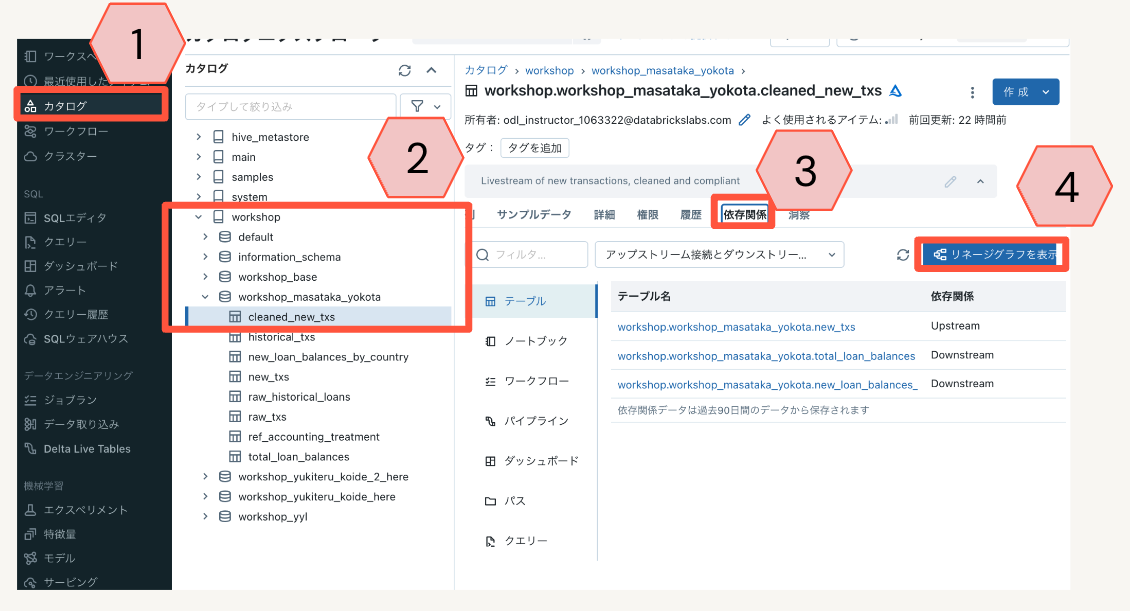 1
2
3
4
ワークスペ
最近使用した
カタログ
ワークフロー
クラスター
SQL
SQLエディタ
クエリー
ダッシュボード
アラート
クエリー履歴
SQLウェアハウス
データエンジニアリング
ジョブラン
データ取り込み
Delta Live Tables
機械学習
エクスペリメント
特徴量
モデル
サービング
カタログ
タイプして絞り込み
hive_metastore
main
samples
system
workshop
default
information_schema
workshop_base
workshop_masataka_yokota
cleaned_new_txs
historical_txs
new_loan_balances_by_country
new_txs
raw_historical_loans
raw_txs
ref_accounting_treatment
total_loan_balances
workshop_yukiteru_koide_2_here
workshop_yukiteru_koide_here
workshop_yyl
カタログ › workshop › workshop_masataka_yokota ›
workshop.workshop_masataka_yokota.cleaned_new_txs
作成
所有者: odl_instructor_1063322@databrickslabs.com よく使用されるアイテム: 前回更新: 22 時間前
タグ： タグを追加
Livestream of new transactions, cleaned and compliant
サンプルデータ 詳細 権限 履歴 依存関係 洞察
フィルタ... アップストリーム接続とダウンストリー... リネージグラフを表示
テーブル
ノートブック
ワークフロー
パイプライン
ダッシュボード
パス
クエリー
テーブル名 依存関係
workshop.workshop_masataka_yokota.new_txs Upstream
workshop.workshop_masataka_yokota.total_loan_balances Downstream
workshop.workshop_masataka_yokota.new_loan_balances_ Downstream
依存関係データは過去90日間のデータから保存されます